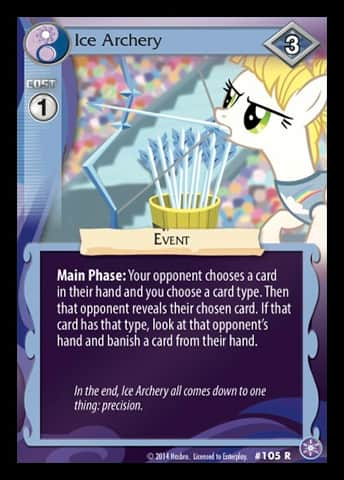 Ice Archery
3
COST
1
EVENT
Main Phase: Your opponent chooses a card
in their hand and you choose a card type. Then
that opponent reveals their chosen card. If that
card has that type, look at that opponent's
hand and banish a card from their hand.
In the end, Ice Archery all comes down to one
thing: precision.
© 2014 Hasbro. Licensed to Enterplay. #105 R